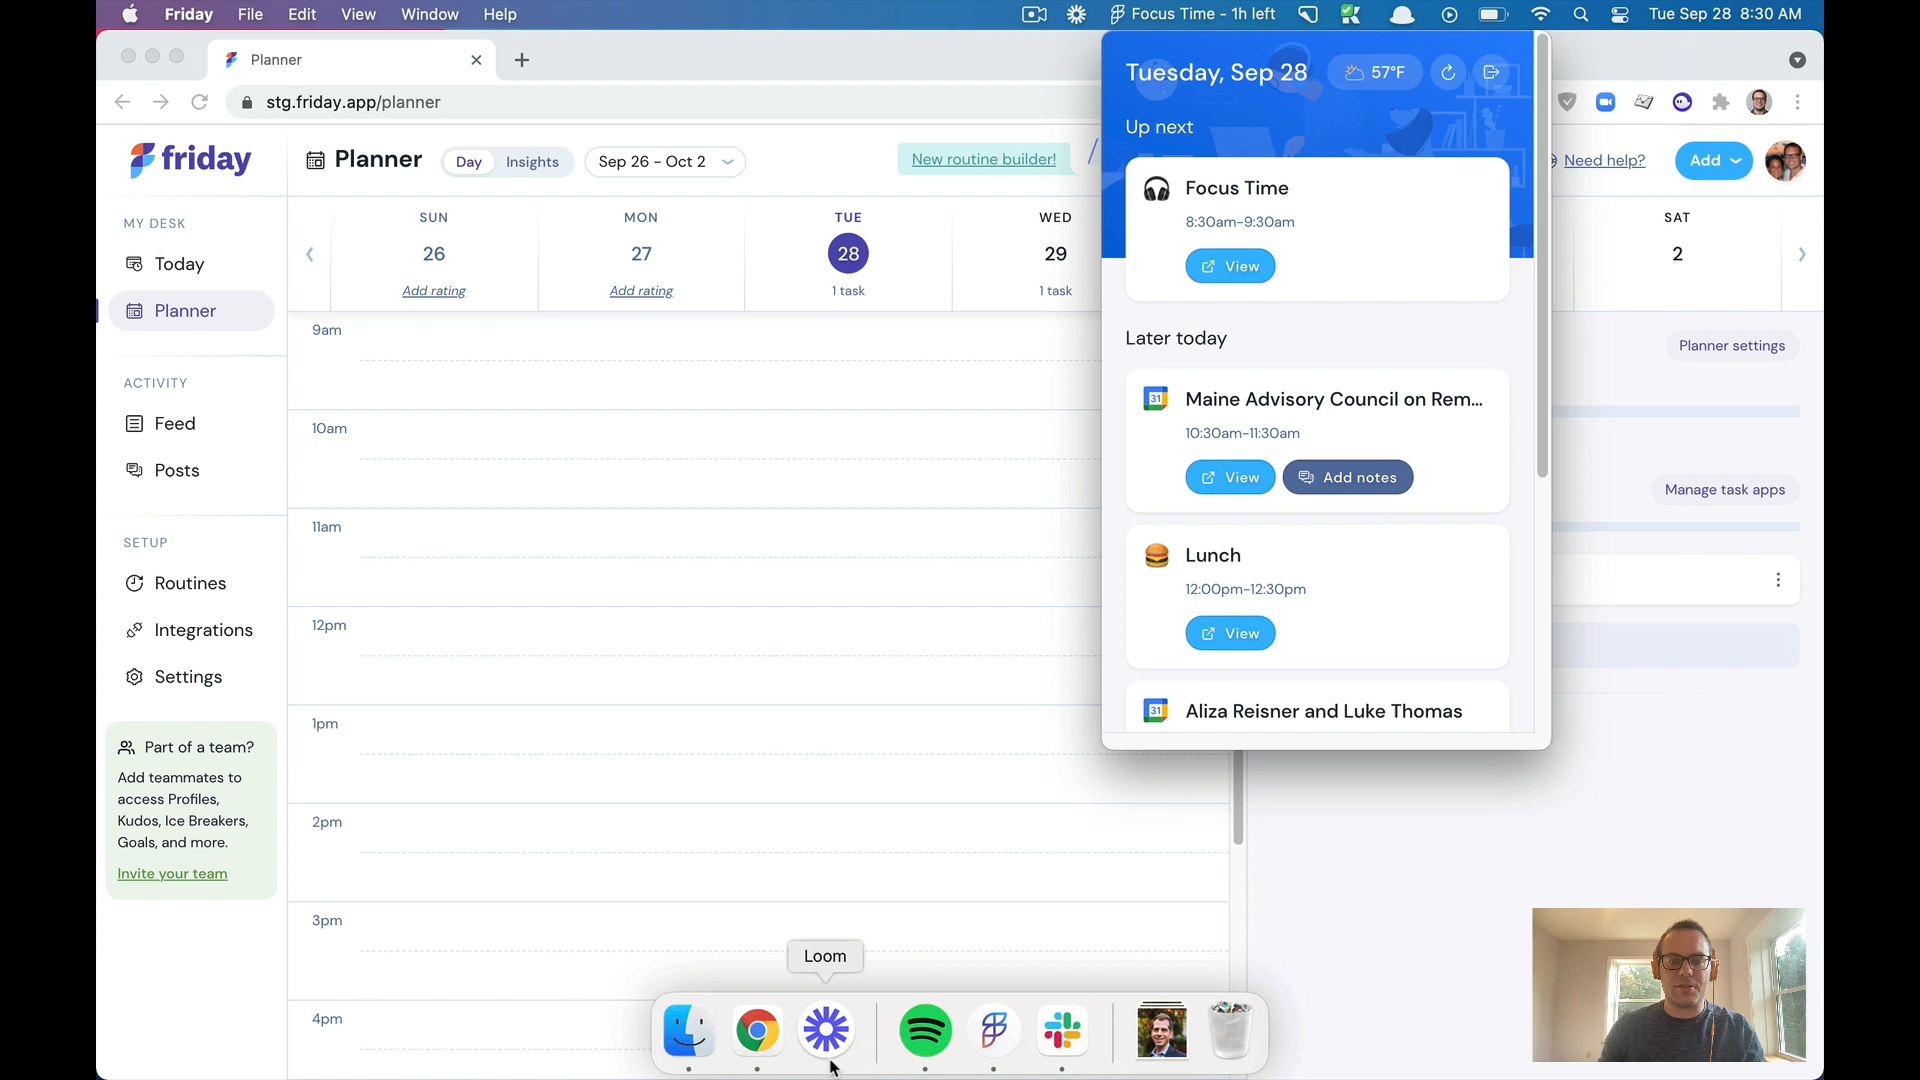 Friday File Edit View Window Help
Focus Time - 1h left
Tue Sep 28 8:30 AM
Planner
stg.friday.app/planner
friday
MY DESK
Today
Planner
ACTIVITY
Feed
Posts
SETUP
Routines
Integrations
Settings
Part of a team?
Add teammates to
access Profiles,
Kudos, Ice Breakers,
Goals, and more.
Invite your team
Planner
Day Insights
Sep 26 - Oct 2
New routine builder!
Need help?
Add
SUN MON TUE WED SAT
26 27 28 29 2
Add rating Add rating 1 task 1 task
9am
10am
11am
12pm
1pm
2pm
3pm
4pm
Tuesday, Sep 28 57°F
Up next
Focus Time
8:30am-9:30am
View
Later today
31 Maine Advisory Council on Rem...
10:30am-11:30am
View Add notes
Lunch
12:00pm-12:30pm
View
31 Aliza Reisner and Luke Thomas
Planner settings
Manage task apps
Loom